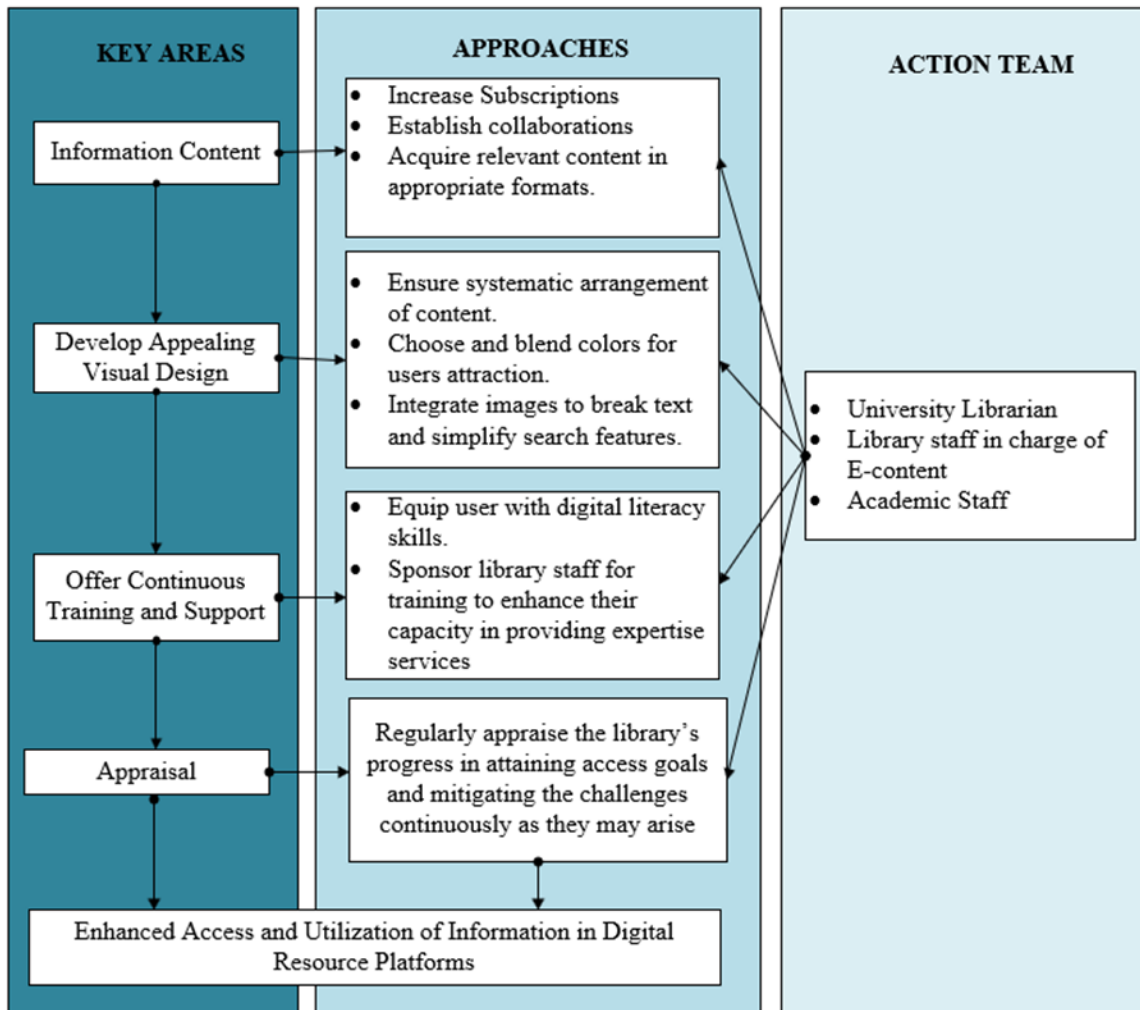 KEY AREAS
APPROACHES
ACTION TEAM
Information Content
• Increase Subscriptions
• Establish collaborations
• Acquire relevant content in
appropriate formats.
Develop Appealing
Visual Design
• Ensure systematic arrangement
of content.
• Choose and blend colors for
users attraction.
• Integrate images to break text
and simplify search features.
• University Librarian
• Library staff in charge of
E-content
• Academic Staff
Offer Continuous
Training and Support
• Equip user with digital literacy
skills.
• Sponsor library staff for
training to enhance their
capacity in providing expertise
services
Appraisal
Regularly appraise the library’s
progress in attaining access goals
and mitigating the challenges
continuously as they may arise
Enhanced Access and Utilization of Information in Digital
Resource Platforms